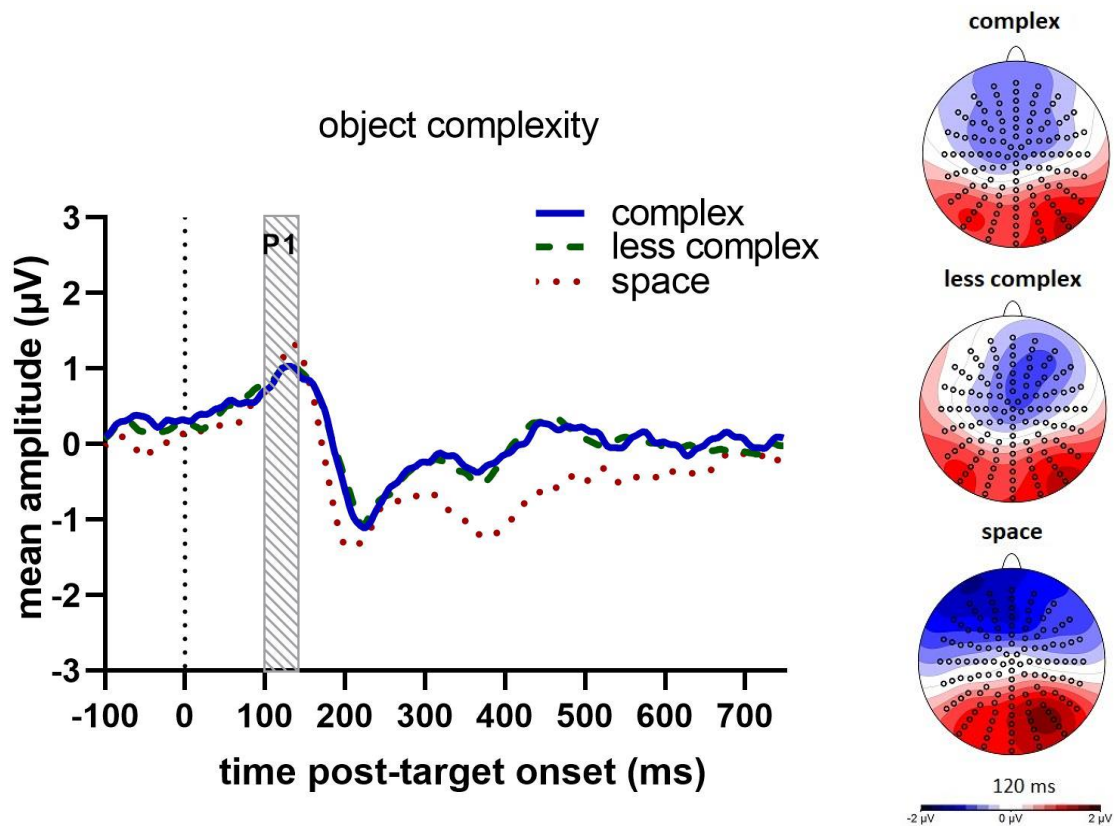 object complexity
complex
less complex
space
P1
3
2
1
0
-1
-2
-3
mean amplitude (µV)
-100 0 100 200 300 400 500 600 700
time post-target onset (ms)
complex
less complex
space
120 ms
-2 µV 0 µV 2 µV